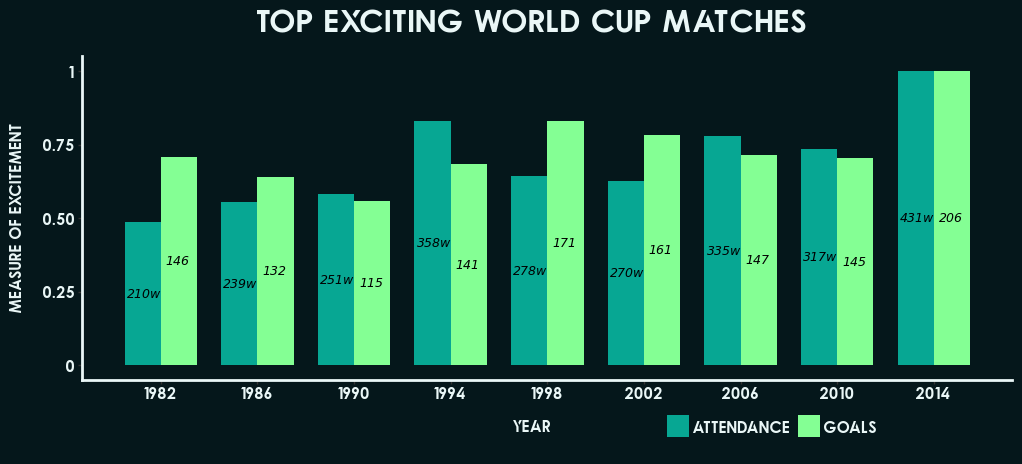 TOP EXCITING WORLD CUP MATCHES
MEASURE OF EXCITEMENT
1
0.75
0.50
0.25
0
210w 146
239w 132
251w 115
358w 141
278w 171
270w 161
335w 147
317w 145
431w 206
1982 1986 1990 1994 1998 2002 2006 2010 2014
YEAR
ATTENDANCE GOALS